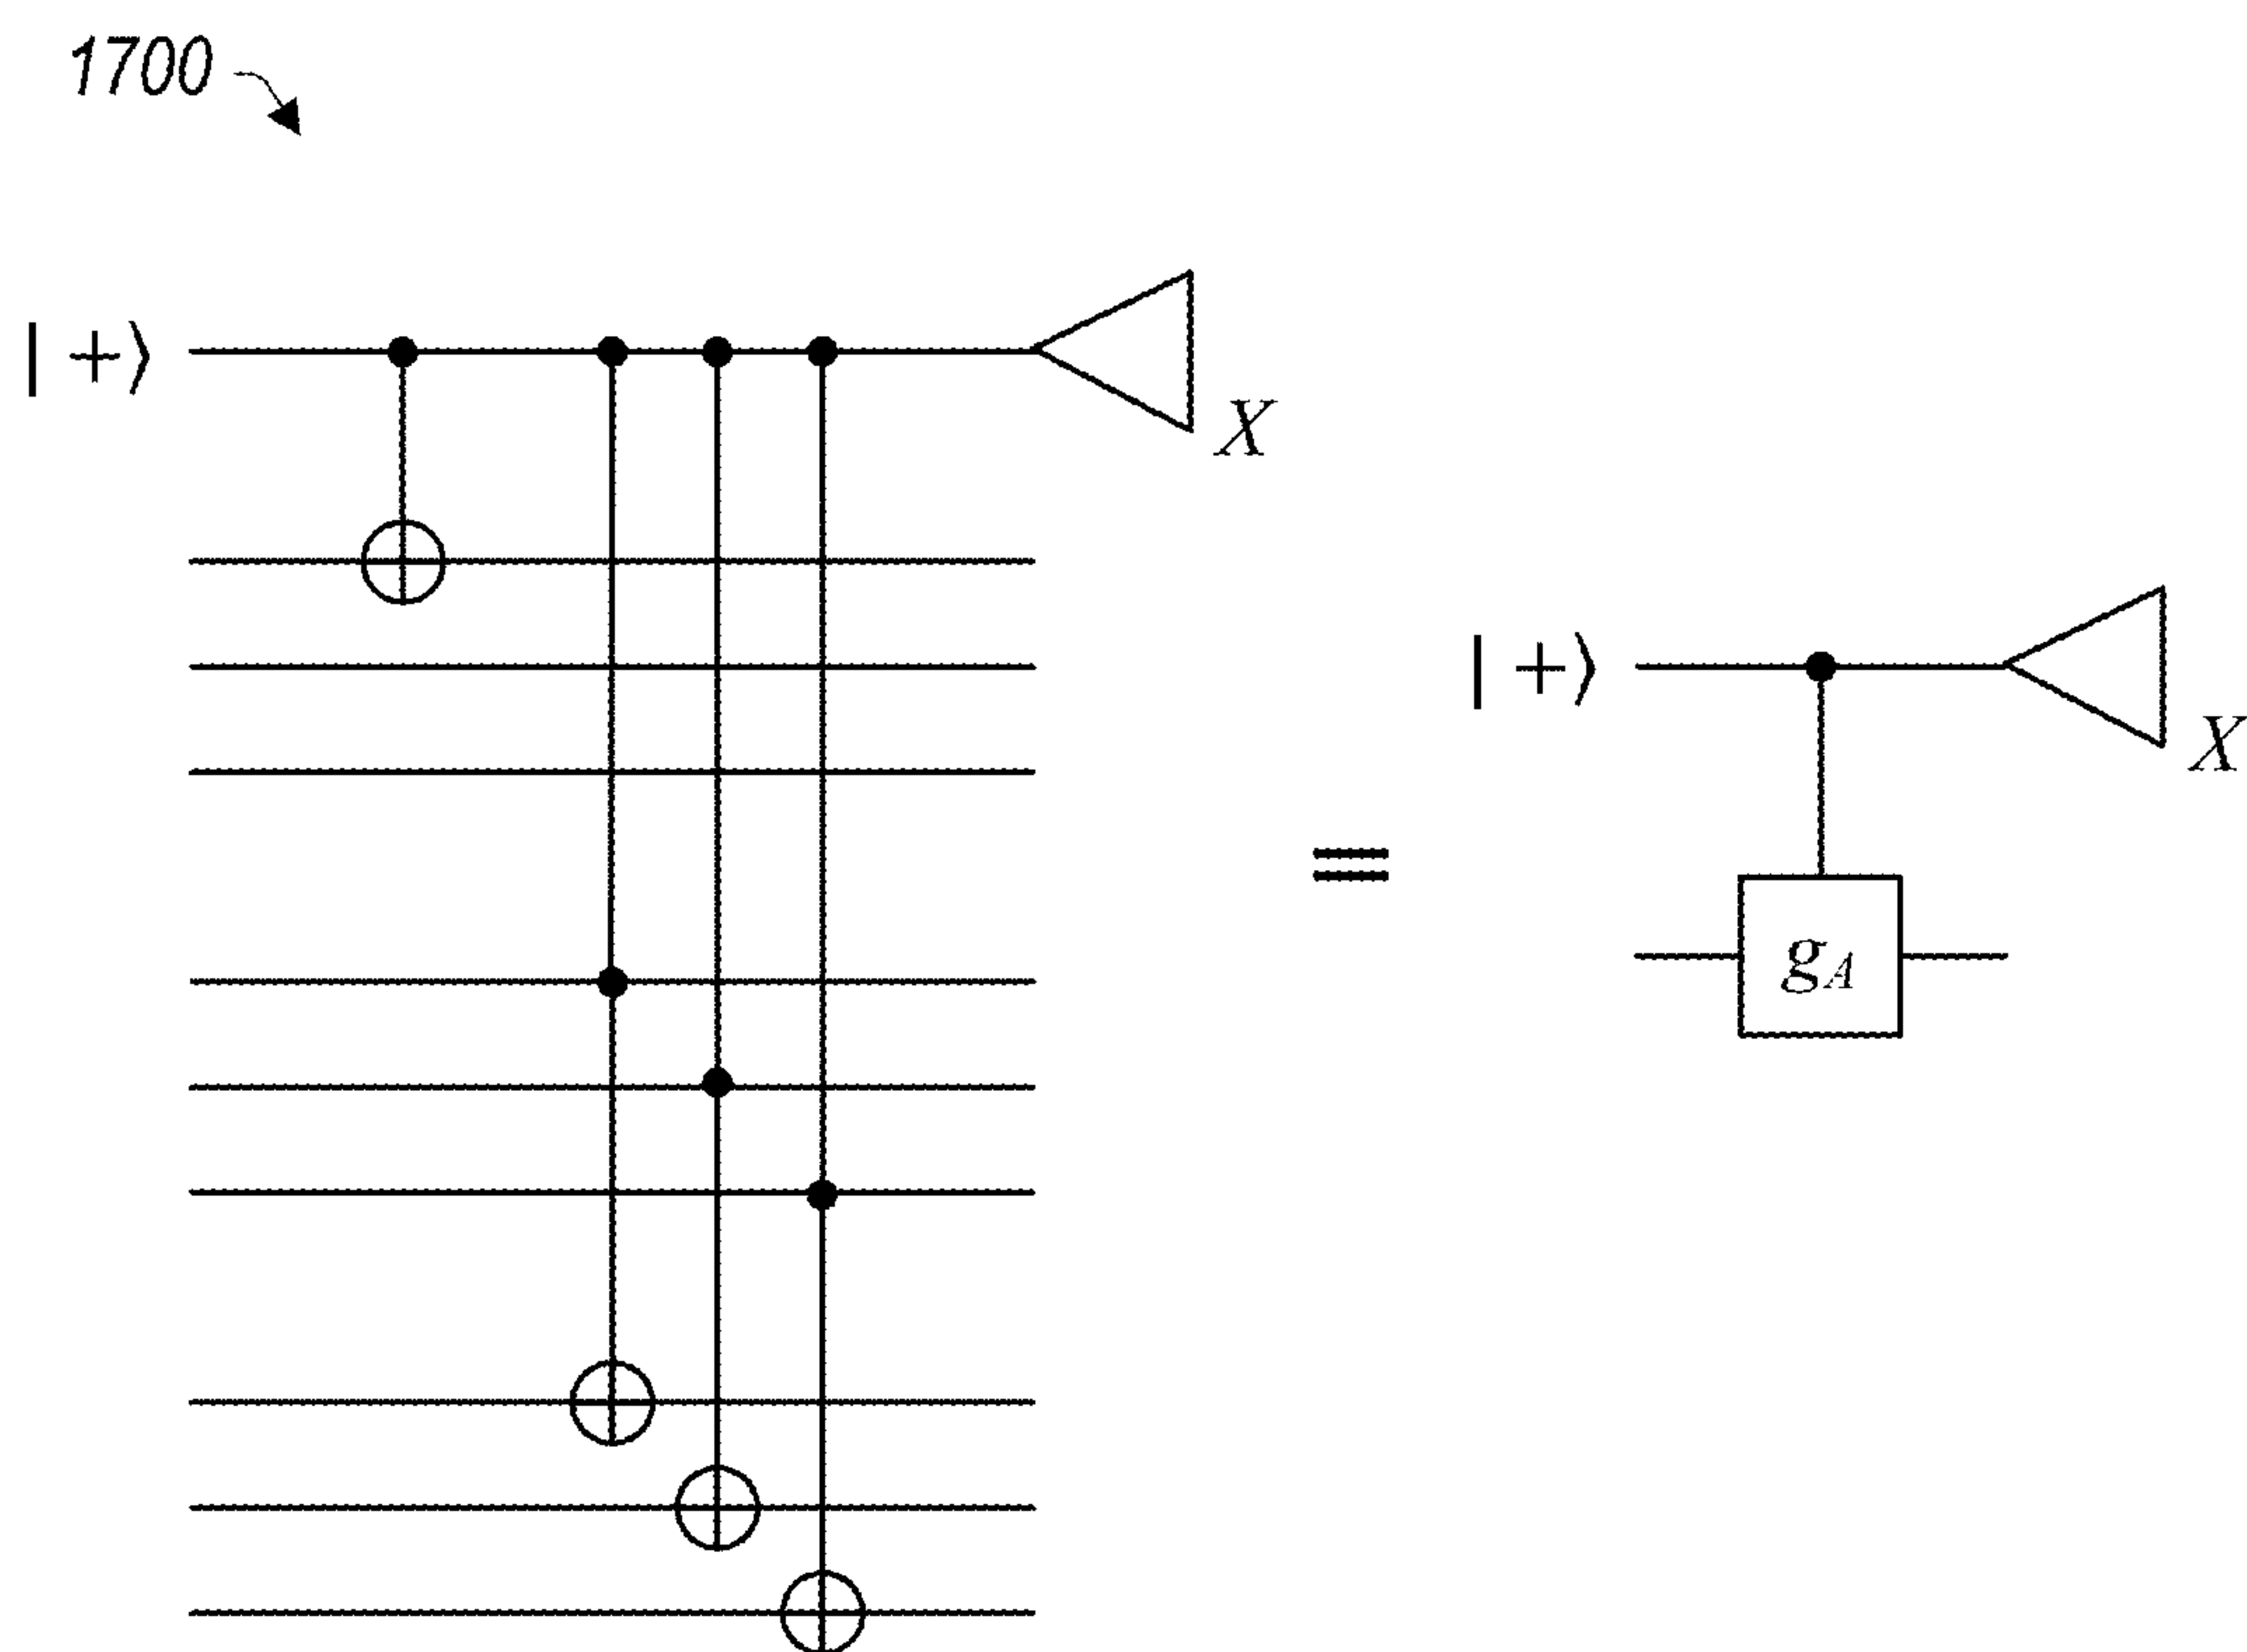 1700
| +⟩
X
=
| +⟩
X
g_A